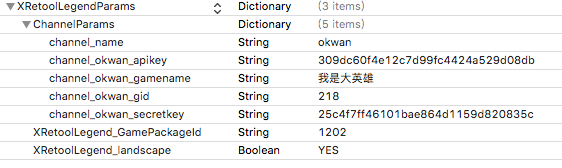 XRetoolLegendParams Dictionary (3 items)
ChannelParams Dictionary (5 items)
channel_name String okwan
channel_okwan_apikey String 309dc60f4e12c7d99fc4424a529d08db
channel_okwan_gamename String 我是大英雄
channel_okwan_gid String 218
channel_okwan_secretkey String 25c4f7ff46101bae864d1159d820835c
XRetoolLegend_GamePackageId String 1202
XRetoolLegend_landscape Boolean YES